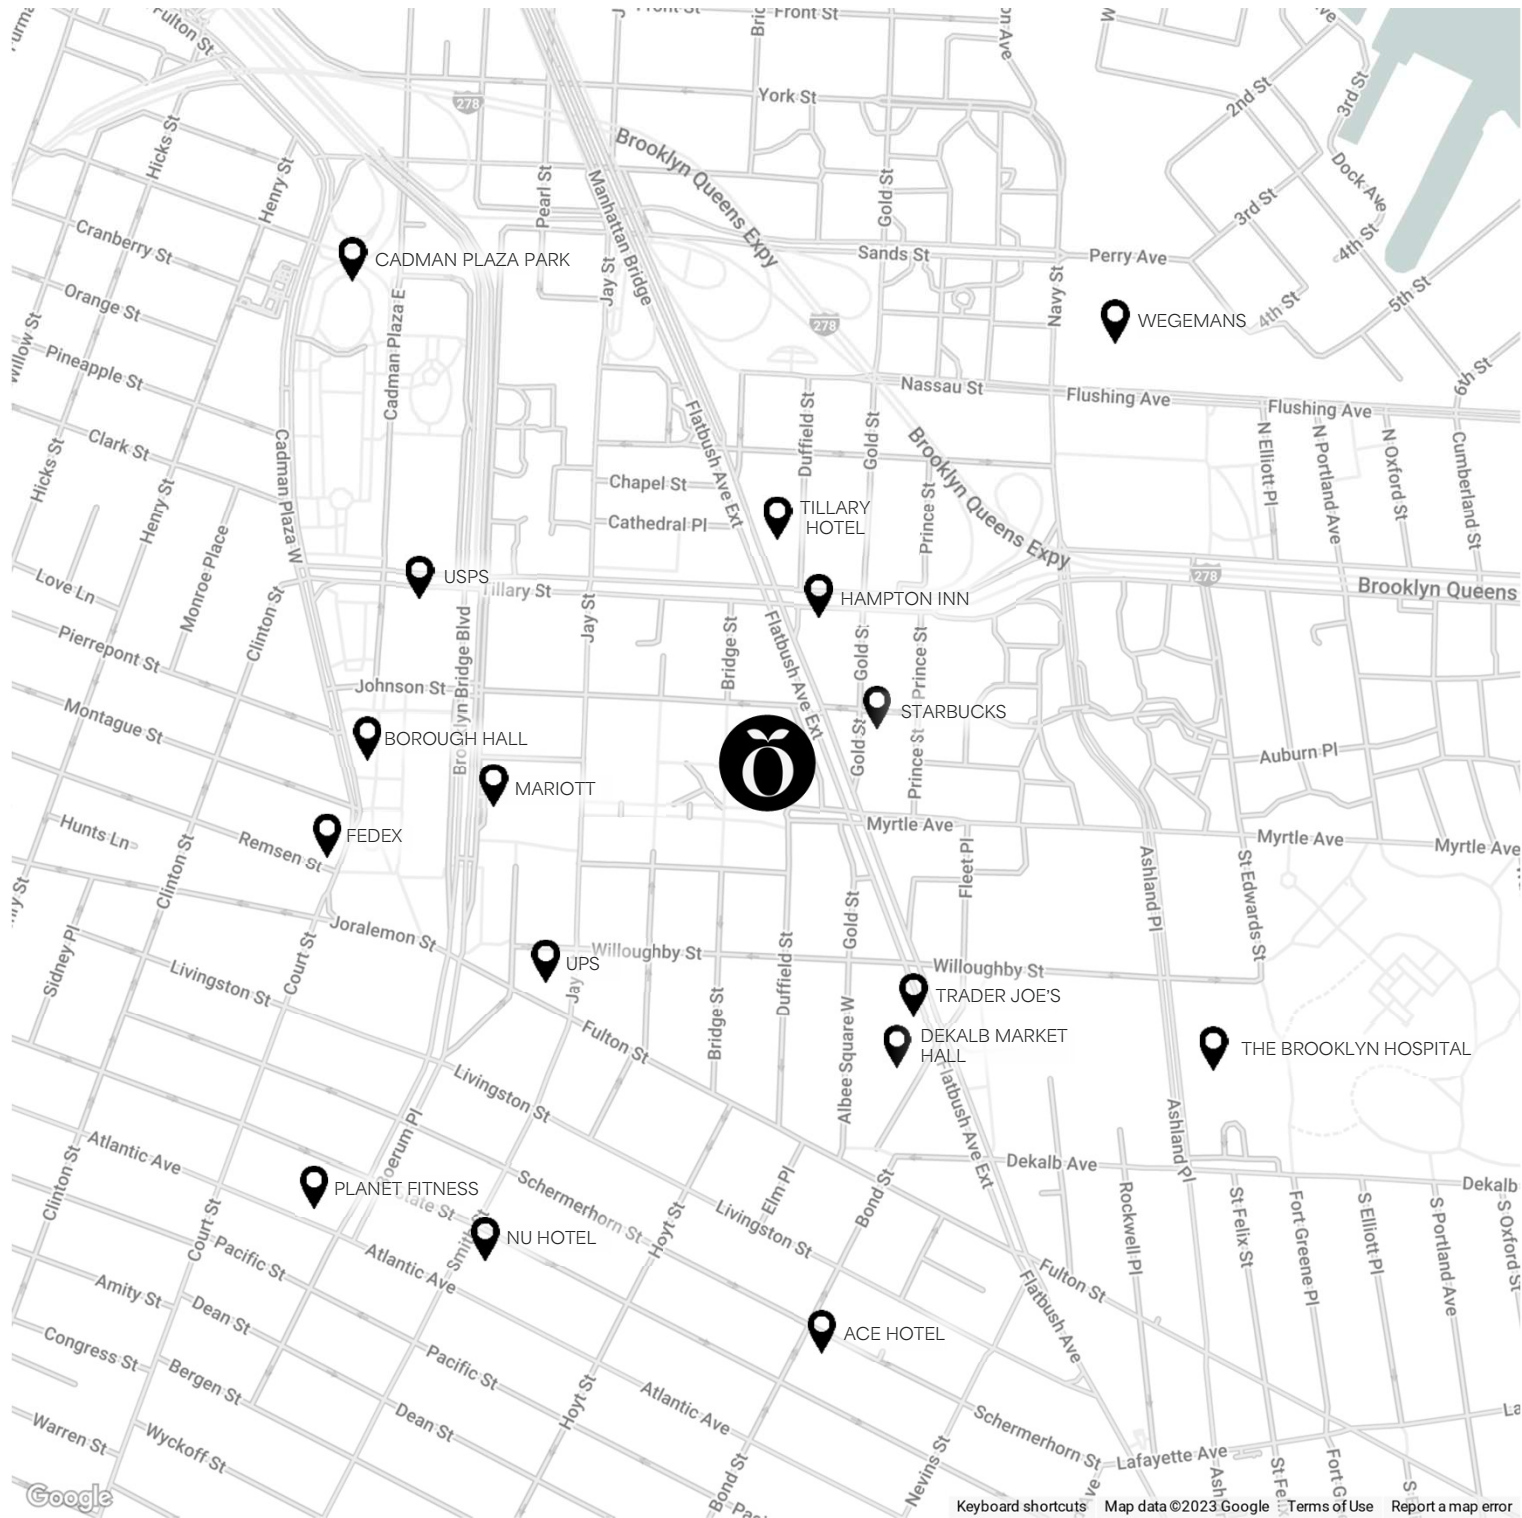 Fulton St
Front St
Front St
York St
278
Hicks St
Henry St
Pearl St
Manhattan Bridge
Brooklyn Queens Expy
Gold St
2nd St
3rd St
Dock Ave
3rd St
4th St
5th St
Cranberry St
CADMAN PLAZA PARK
Jay St
Sands St
Perry Ave
Navy St
Orange St
Cadman Plaza E
278
WEGEMANS
4th St
Willow St
Pineapple St
Nassau St
Flushing Ave
Flushing Ave
6th St
Clark St
Hicks St
Henry St
Cadman Plaza W
Flatbush Ave Ext
Duffield St
Gold St
Brooklyn Queens Expy
N Elliott Pl
N Portland Ave
N Oxford St
Cumberland St
Chapel St
Cathedral Pl
TILLARY
HOTEL
Prince St
Monroe Place
Love Ln
Clinton St
USPS
Tillary St
HAMPTON INN
278
Brooklyn Queens
Pierrepont St
Jay St
Bridge St
Flatbush Ave Ext
Gold St
Prince St
Johnson St
Brooklyn Bridge Blvd
Montague St
STARBUCKS
BOROUGH HALL
Gold St
Prince St
Auburn Pl
MARIOTT
Hunts Ln
Remsen St
FEDEX
Clinton St
Myrtle Ave
Myrtle Ave
Myrtle Ave
Fleet Pl
Ashland Pl
St Edwards St
Sidney Pl
Joralemon St
Court St
Livingston St
UPS
Willoughby St
Jay
Duffield St
Gold St
Willoughby St
TRADER JOE'S
Fulton St
Bridge St
Albee Square W
DEKALB MARKET
HALL
THE BROOKLYN HOSPITAL
Livingston St
Flatbush Ave Ext
Ashland Pl
Atlantic Ave
Boerum Pl
Clinton St
PLANET FITNESS
State St
Schermerhorn St
Elm Pl
Bond St
Dekalb Ave
Dekalb
Court St
Pacific St
Smith St
NU HOTEL
Hoyt St
Livingston St
Rockwell Pl
St Felix St
Fort Greene Pl
S Elliott Pl
S Portland Ave
S Oxford St
Atlantic Ave
Amity St
Dean St
Fulton St
Flatbush Ave
ACE HOTEL
Congress St
Bergen St
Pacific St
Hoyt St
Atlantic Ave
Dean St
Warren St
Wyckoff St
Schermerhorn St
Lafayette Ave
Bond St
Nevins St
Google
Keyboard shortcuts Map data ©2023 Google Terms of Use Report a map error